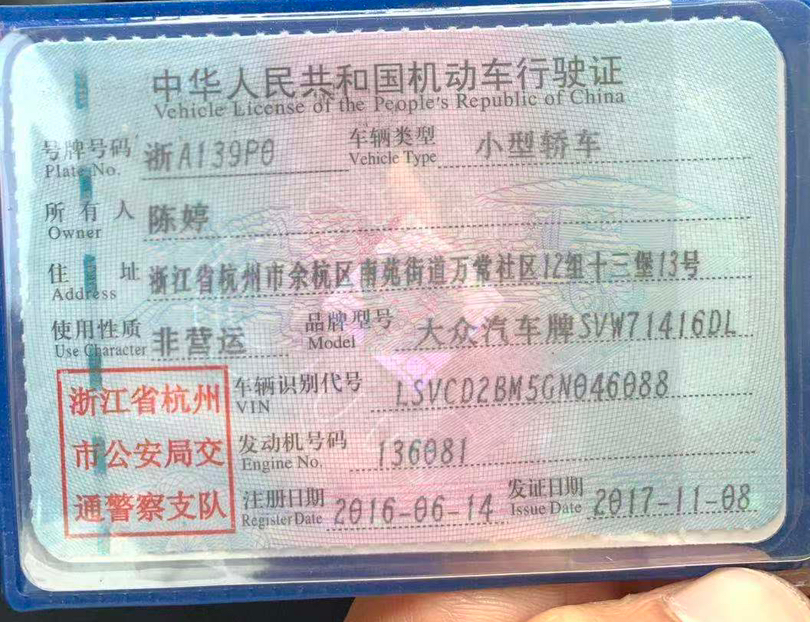 中华人民共和国机动车行驶证
Vehicle License of the People's Republic of China
号牌号码 浙A139P0 车辆类型 小型轿车
Plate No. Vehicle Type
所有人 陈婷
Owner
住址 浙江省杭州市余杭区南苑街道万常社区12组十三堡13号
Address
使用性质 非营运 品牌型号 大众汽车牌SVW71416DL
Use Character Model
浙江省杭州 车辆识别代号 LSVCD2BM5GN046088
VIN
市公安局交 发动机号码 136081
Engine No.
通警察支队 注册日期 2016-06-14 发证日期 2017-11-08
Register Date Issue Date